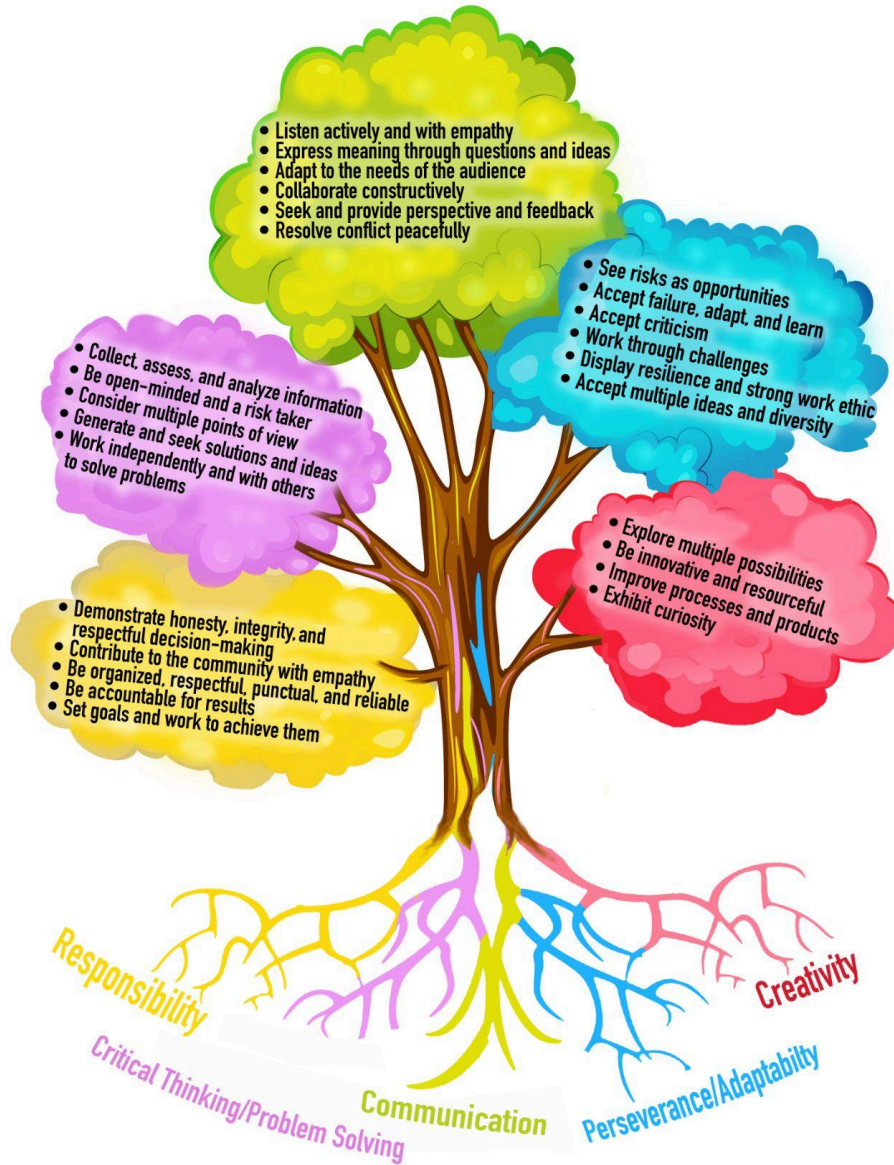 • Listen actively and with empathy
• Express meaning through questions and ideas
• Adapt to the needs of the audience
• Collaborate constructively
• Seek and provide perspective and feedback
• Resolve conflict peacefully
• See risks as opportunities
• Accept failure, adapt, and learn
• Accept criticism
• Work through challenges
• Display resilience and strong work ethic
• Accept multiple ideas and diversity
• Collect, assess, and analyze information
• Be open-minded and a risk taker
• Consider multiple points of view
• Generate and seek solutions and ideas
• Work independently and with others
to solve problems
• Explore multiple possibilities
• Be innovative and resourceful
• Improve processes and products
• Exhibit curiosity
• Demonstrate honesty, integrity, and
respectful decision-making
• Contribute to the community with empathy
• Be organized, respectful, punctual, and reliable
• Be accountable for results
• Set goals and work to achieve them
Responsibility
Critical Thinking/Problem Solving
Communication
Perseverance/Adaptabilty
Creativity